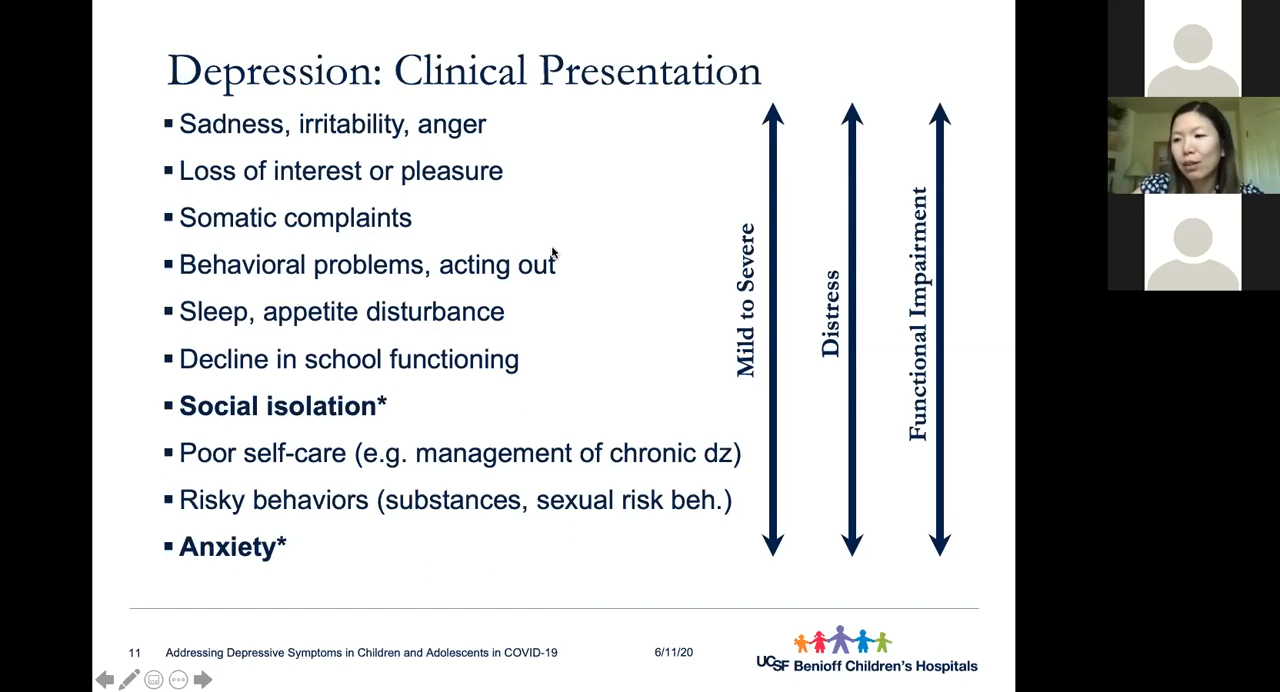 Depression: Clinical Presentation
▪ Sadness, irritability, anger
▪ Loss of interest or pleasure
▪ Somatic complaints
▪ Behavioral problems, acting out
▪ Sleep, appetite disturbance
▪ Decline in school functioning
▪ Social isolation*
▪ Poor self-care (e.g. management of chronic dz)
▪ Risky behaviors (substances, sexual risk beh.)
▪ Anxiety*
Mild to Severe
Distress
Functional Impairment
11 Addressing Depressive Symptoms in Children and Adolescents in COVID-19 6/11/20
UCSF Benioff Children's Hospitals